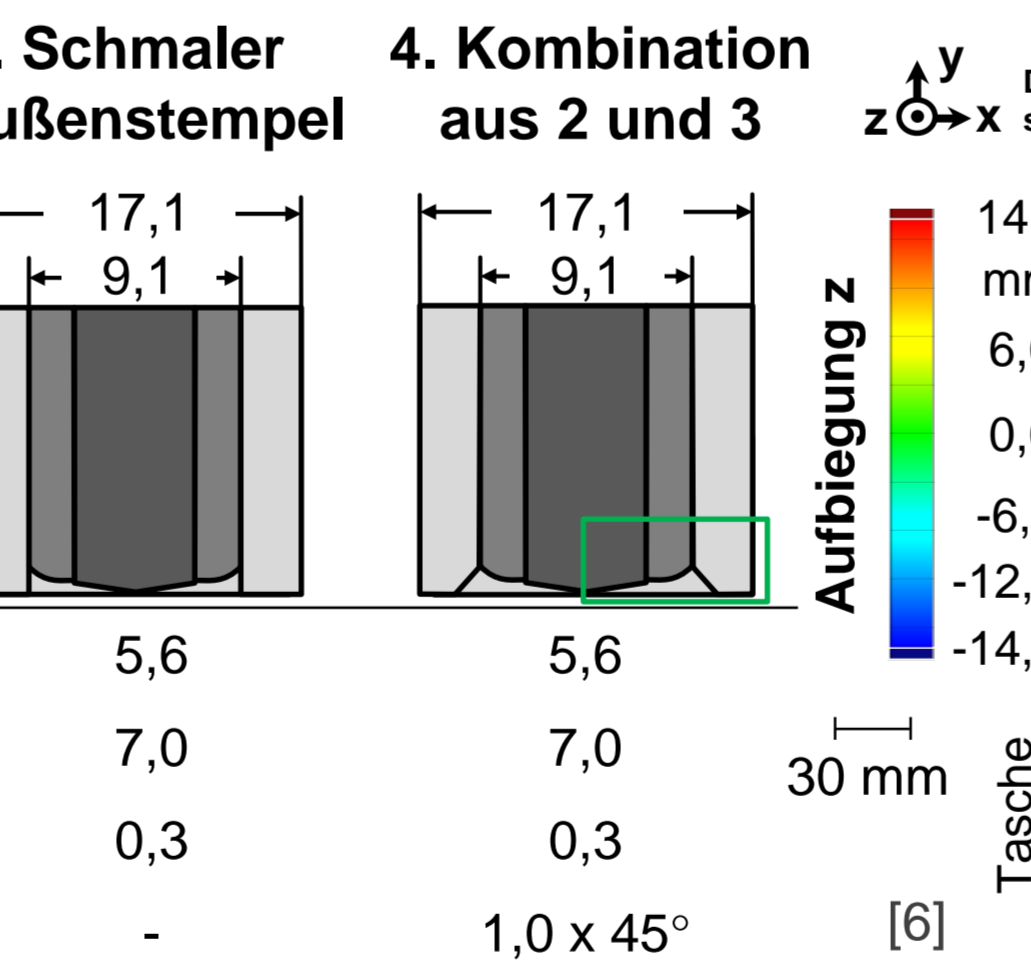 . Schmaler
ußenstempel
4. Kombination
aus 2 und 3
y
z
x
17,1
9,1
17,1
9,1
Aufbiegung z
14
6,
0,
-6,
-12,
-14,
5,6
5,6
7,0
7,0
30 mm
0,3
0,3
Tasche
-
1,0 x 45°
[6]